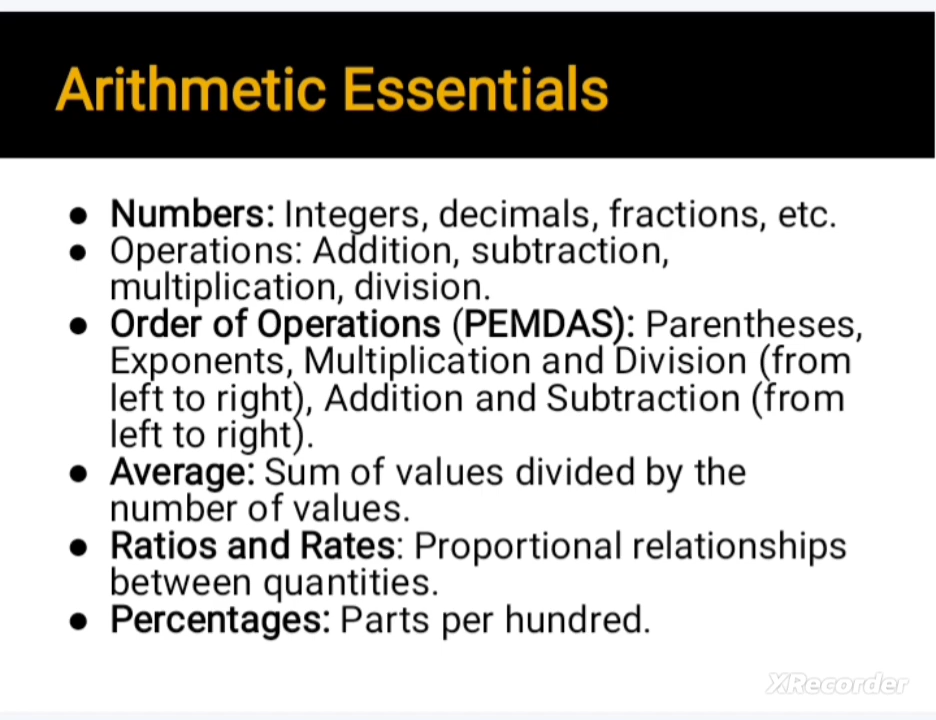 Arithmetic Essentials
● Numbers: Integers, decimals, fractions, etc.
● Operations: Addition, subtraction,
multiplication, division.
● Order of Operations (PEMDAS): Parentheses,
Exponents, Multiplication and Division (from
left to right), Addition and Subtraction (from
left to right).
● Average: Sum of values divided by the
number of values.
● Ratios and Rates: Proportional relationships
between quantities.
● Percentages: Parts per hundred.
XRecorder